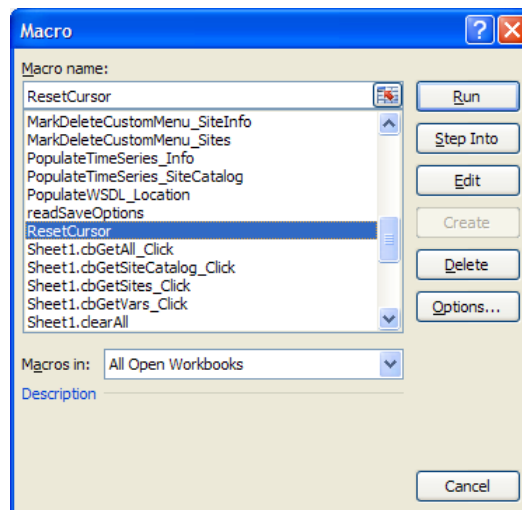 Macro
Macro name:
ResetCursor
Run
MarkDeleteCustomMenu_SiteInfo
MarkDeleteCustomMenu_Sites
PopulateTimeSeries_Info
PopulateTimeSeries_SiteCatalog
PopulateWSDL_Location
readSaveOptions
ResetCursor
Sheet1.cbGetAll_Click
Sheet1.cbGetSiteCatalog_Click
Sheet1.cbGetSites_Click
Sheet1.cbGetVars_Click
Sheet1.clearAll
Step Into
Edit
Create
Delete
Options...
Macros in:
All Open Workbooks
Description
Cancel